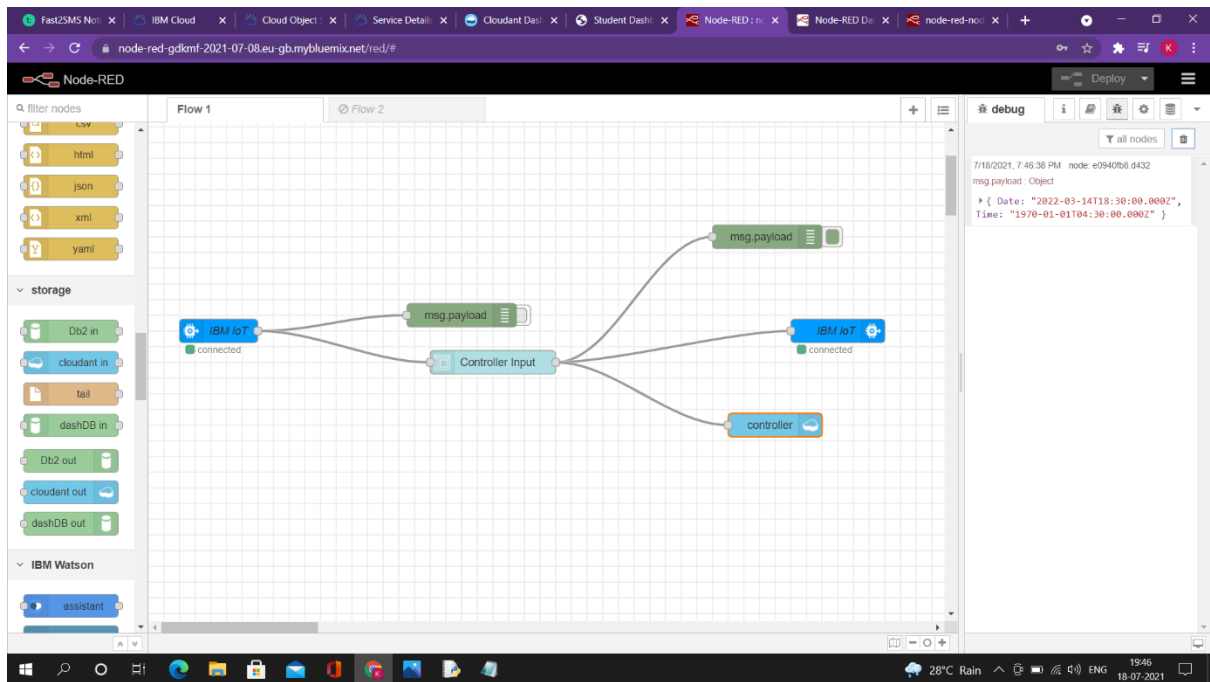 Fast2SMS Not
IBM Cloud
Cloud Object
Service Details
Cloudant Dash
Student Dashb
Node-RED : no
Node-RED Da
node-red-nod
node-red-gdkmf-2021-07-08.eu-gb.mybluemix.net/red/#
K
Node-RED
Deploy
filter nodes
Flow 1
Flow 2
debug
i
all nodes
csv
html
json
xml
yaml
storage
Db2 in
cloudant in
tail
dashDB in
Db2 out
cloudant out
dashDB out
IBM Watson
assistant
IBM IoT
connected
msg.payload
Controller Input
msg.payload
IBM IoT
connected
controller
7/18/2021, 7:46:38 PM node: e0940fb8.d432
msg.payload : Object
{ Date: "2022-03-14T18:30:00.000Z",
Time: "1970-01-01T04:30:00.000Z" }
28°C Rain
ENG
19:46
18-07-2021